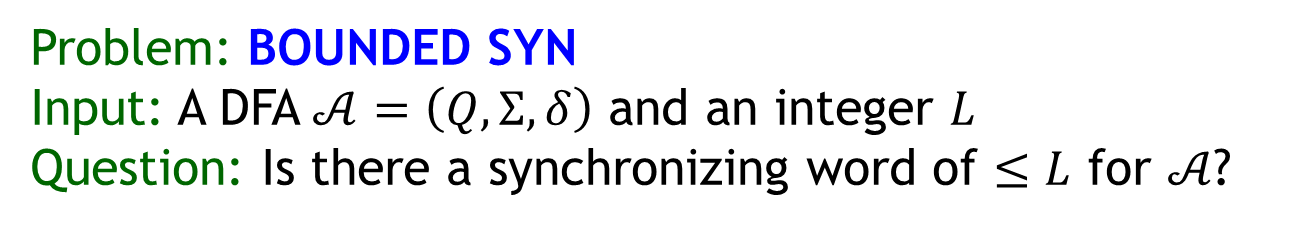 Problem: BOUNDED SYN
Input: A DFA 𝒜 = (Q, Σ, δ) and an integer L
Question: Is there a synchronizing word of ≤ L for 𝒜?